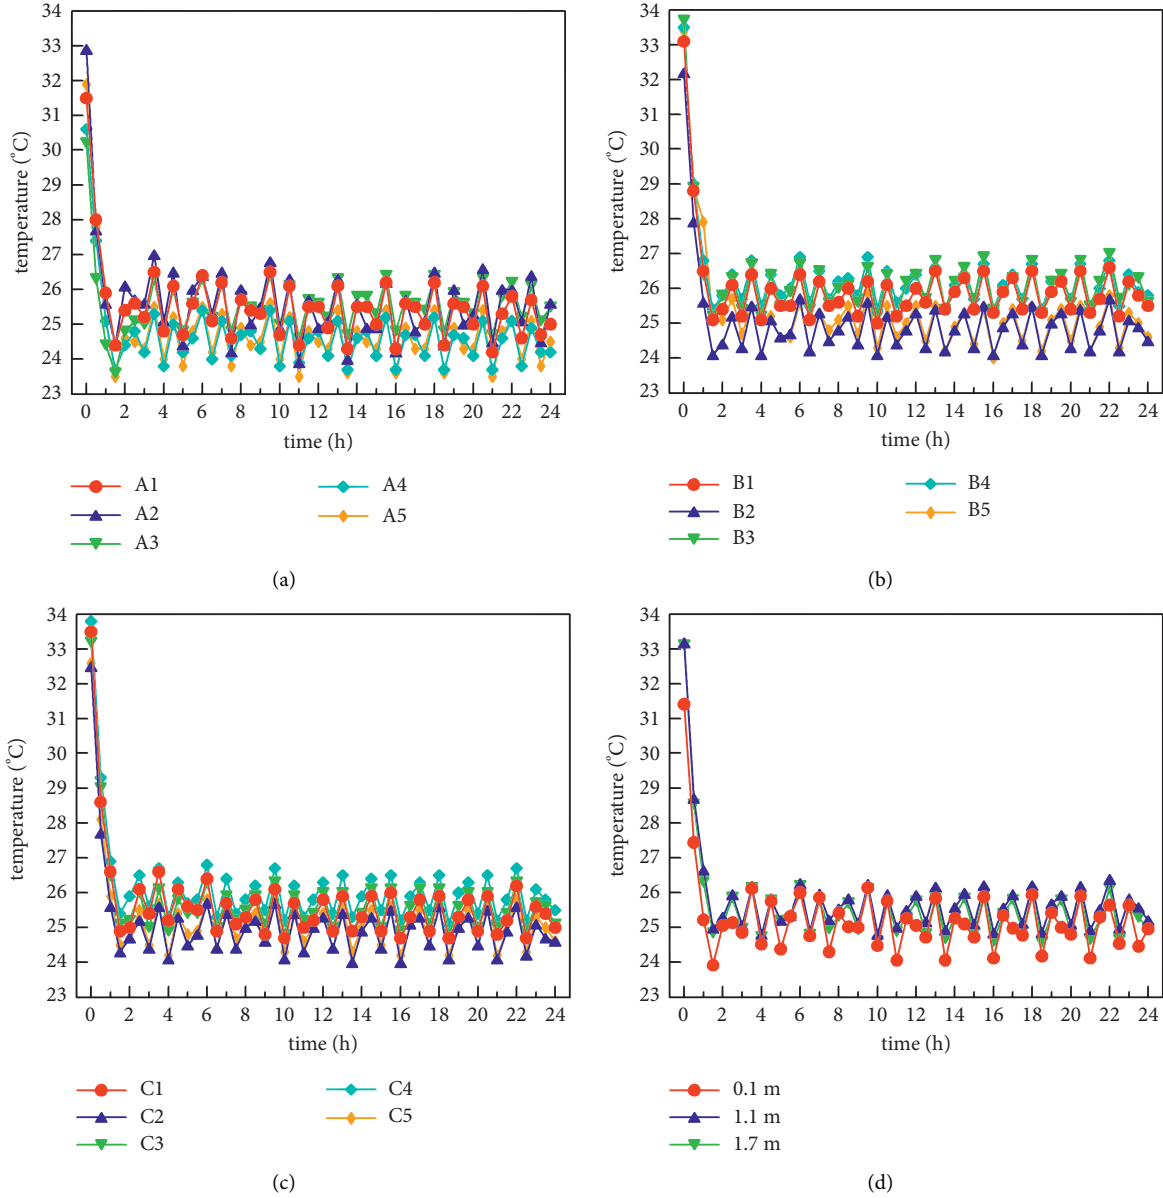 34
33
32
31
30
29
28
27
26
25
24
23
temperature (°C)
0 2 4 6 8 10 12 14 16 18 20 22 24
time (h)
A1 A4
A2 A5
A3
(a)
34
33
32
31
30
29
28
27
26
25
24
23
temperature (°C)
0 2 4 6 8 10 12 14 16 18 20 22 24
time (h)
B1 B4
B2 B5
B3
(b)
34
33
32
31
30
29
28
27
26
25
24
23
temperature (°C)
0 2 4 6 8 10 12 14 16 18 20 22 24
time (h)
C1 C4
C2 C5
C3
(c)
34
33
32
31
30
29
28
27
26
25
24
23
temperature (°C)
0 2 4 6 8 10 12 14 16 18 20 22 24
time (h)
0.1 m
1.1 m
1.7 m
(d)